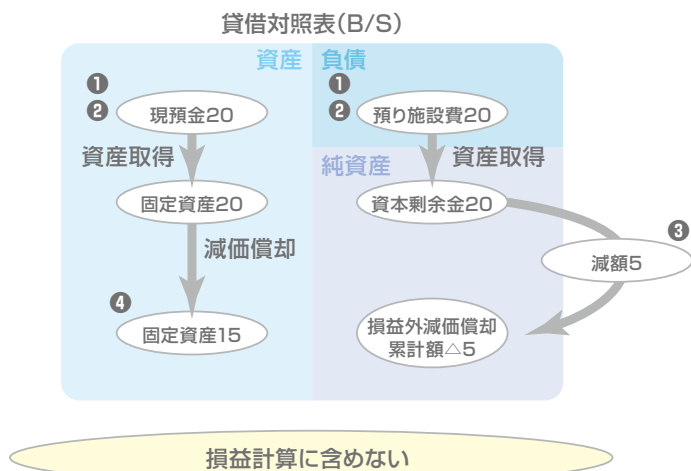 貸借対照表(B/S)
資産
負債
❶
❷
現預金20
❶
❷
預り施設費20
資産取得
資産取得
純資産
固定資産20
資本剰余金20
❸
減価償却
減額5
❹
固定資産15
損益外減価償却
累計額△5
損益計算に含めない